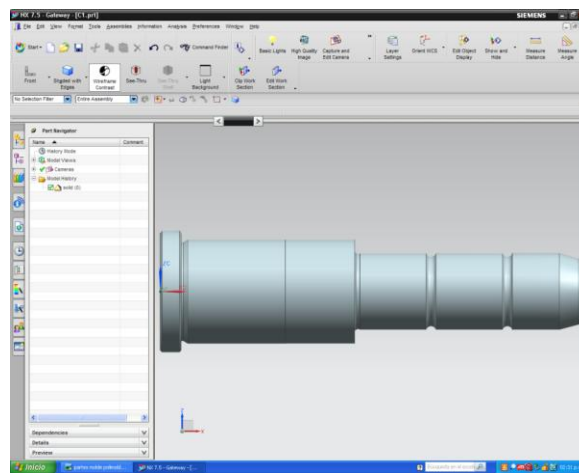 NX 7.5 - Gateway - [C1.prt]
SIEMENS
File Edit View Format Tools Assemblies Information Analysis Preferences Window Help
Start
Command Finder
Basic Lights
High Quality Image
Capture and Edit Camera
Layer Settings
Orient WCS
Edit Object Display
Show and Hide
Measure Distance
Measure Angle
Front
Shaded with Edges
Wireframe Contrast
See-Thru
Light Background
Clip Work Section
Edit Work Section
No Selection Filter
Entire Assembly
Part Navigator
Name
Comment
History Mode
Model Views
Cameras
Model History
Dependencies
Details
Preview
Inicio
NX 7.5 - Gateway - [...